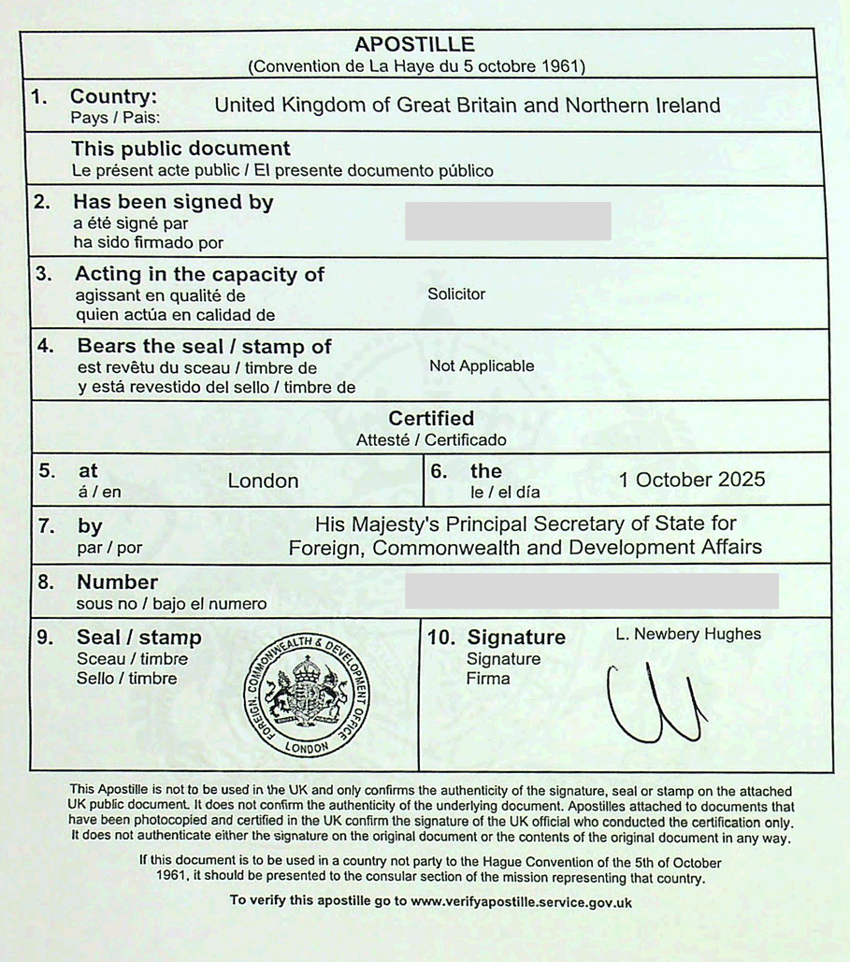 APOSTILLE
(Convention de La Haye du 5 octobre 1961)
1. Country: United Kingdom of Great Britain and Northern Ireland
Pays / Pais:
This public document
Le présent acte public / El presente documento público
2. Has been signed by
a été signé par
ha sido firmado por
3. Acting in the capacity of
agissant en qualité de
quien actúa en calidad de
Solicitor
4. Bears the seal / stamp of
est revêtu du sceau / timbre de
y está revestido del sello / timbre de
Not Applicable
Certified
Attesté / Certificado
5. at
á / en
London
6. the
le / el día
1 October 2025
7. by
par / por
His Majesty's Principal Secretary of State for
Foreign, Commonwealth and Development Affairs
8. Number
sous no / bajo el numero
9. Seal / stamp
Sceau / timbre
Sello / timbre
FOREIGN, COMMONWEALTH & DEVELOPMENT OFFICE
LONDON
10. Signature
Signature
Firma
L. Newbery Hughes
This Apostille is not to be used in the UK and only confirms the authenticity of the signature, seal or stamp on the attached
UK public document. It does not confirm the authenticity of the underlying document. Apostilles attached to documents that
have been photocopied and certified in the UK confirm the signature of the UK official who conducted the certification only.
It does not authenticate either the signature on the original document or the contents of the original document in any way.
If this document is to be used in a country not party to the Hague Convention of the 5th of October
1961, it should be presented to the consular section of the mission representing that country.
To verify this apostille go to www.verifyapostille.service.gov.uk